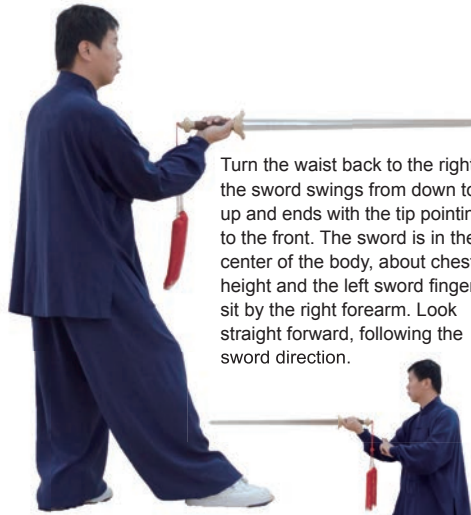 Turn the waist back to the right
the sword swings from down to
up and ends with the tip pointin
to the front. The sword is in the
center of the body, about chest
height and the left sword finger
sit by the right forearm. Look
straight forward, following the
sword direction.